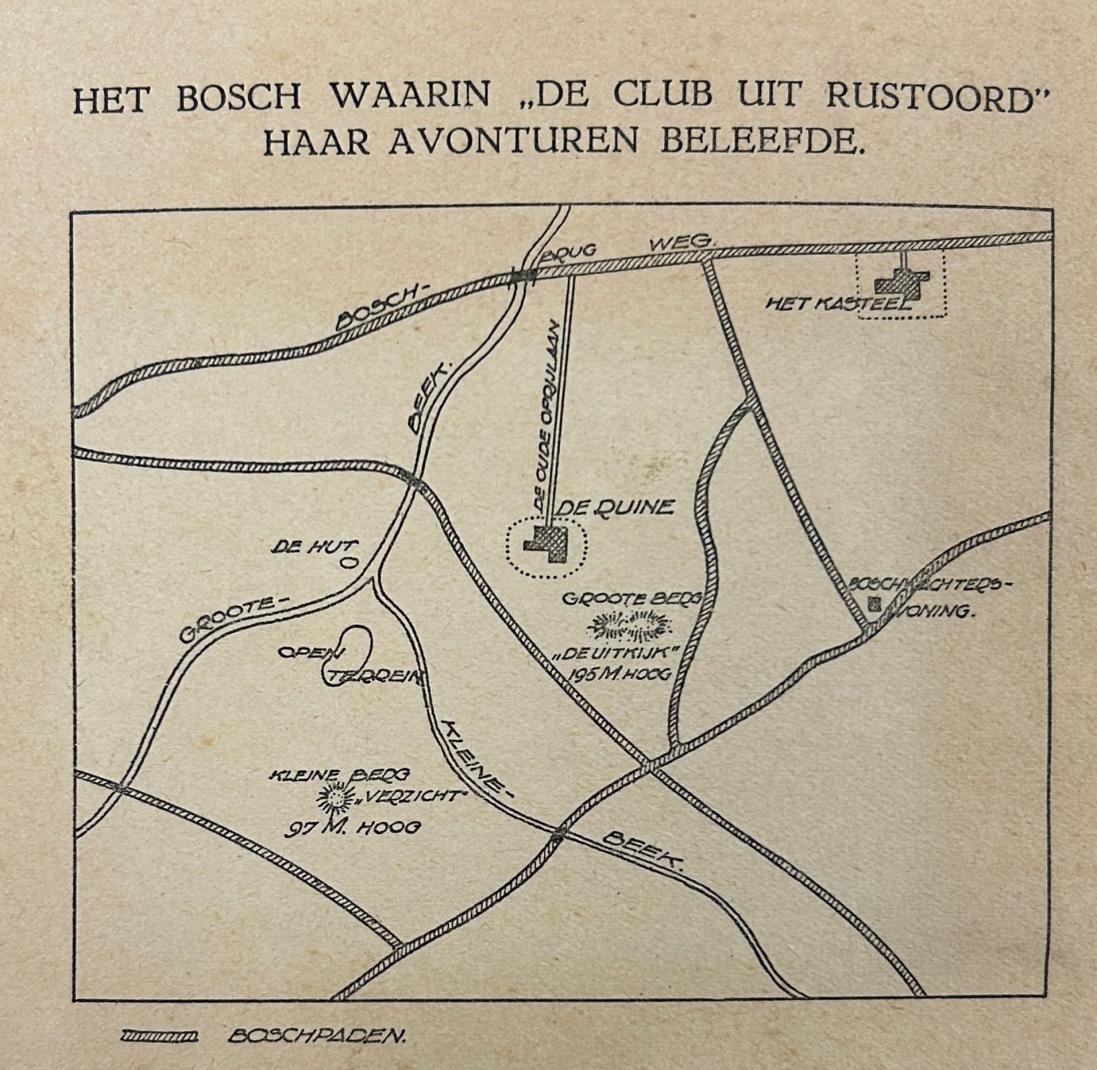 HET BOSCH WAARIN „DE CLUB UIT RUSTOORD”
HAAR AVONTUREN BELEEFDE.
BRUG
WEG.
BOSCH-
HET KASTEEL
BEEK.
DE OUDE OPRIJLAAN
DE RUINE
DE HUT
BOSCHWACHTERS-
WONING.
GROOTE BERG
GROOTE-
„DE UITKIJK”
195 M. HOOG
OPEN
TERREIN
KLEINE-
KLEINE BERG
„VERZICHT”
97 M. HOOG
BEEK.
BOSCHPADEN.